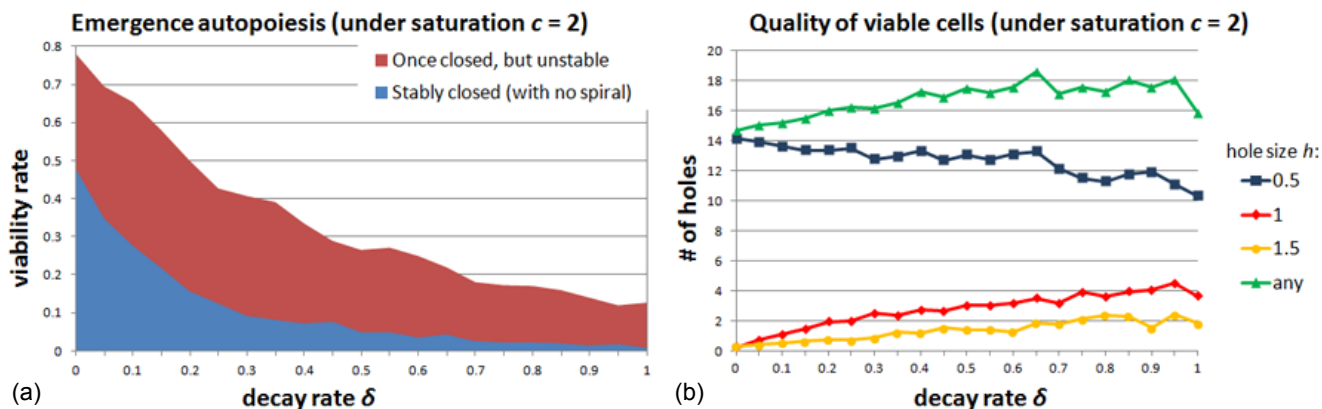 Emergence autopoiesis (under saturation c = 2)
0.8
0.7
0.6
0.5
0.4
0.3
0.2
0.1
0
viability rate
Once closed, but unstable
Stably closed (with no spiral)
0 0.1 0.2 0.3 0.4 0.5 0.6 0.7 0.8 0.9 1
decay rate δ
(a)
Quality of viable cells (under saturation c = 2)
20
18
16
14
12
10
8
6
4
2
0
# of holes
0 0.1 0.2 0.3 0.4 0.5 0.6 0.7 0.8 0.9 1
decay rate δ
hole size h:
0.5
1
1.5
any
(b)